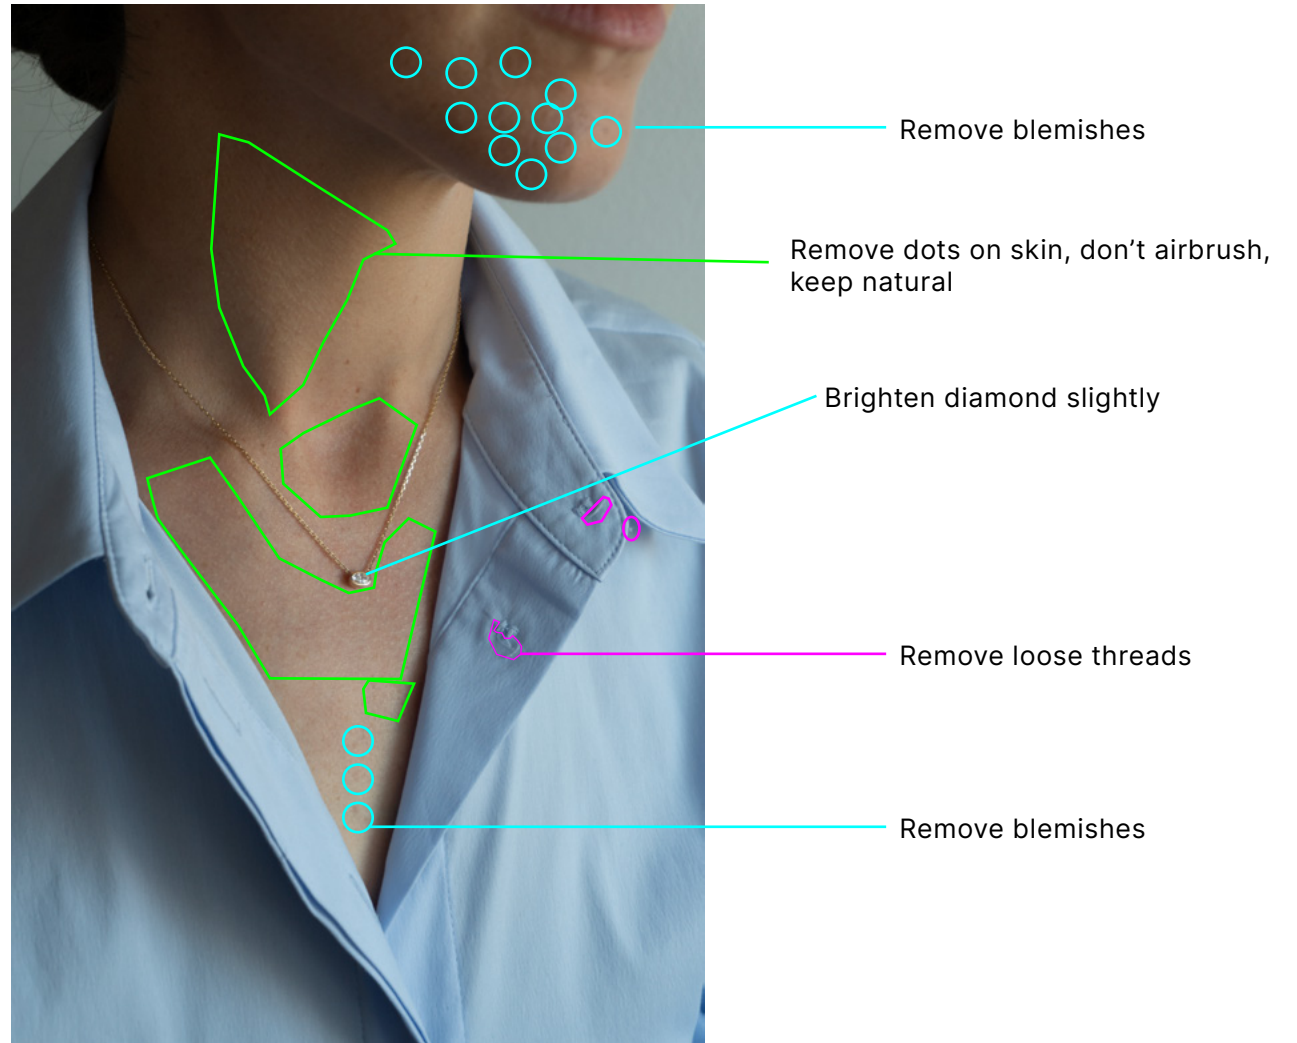 Remove blemishes
Remove dots on skin, don’t airbrush,
keep natural
Brighten diamond slightly
Remove loose threads
Remove blemishes